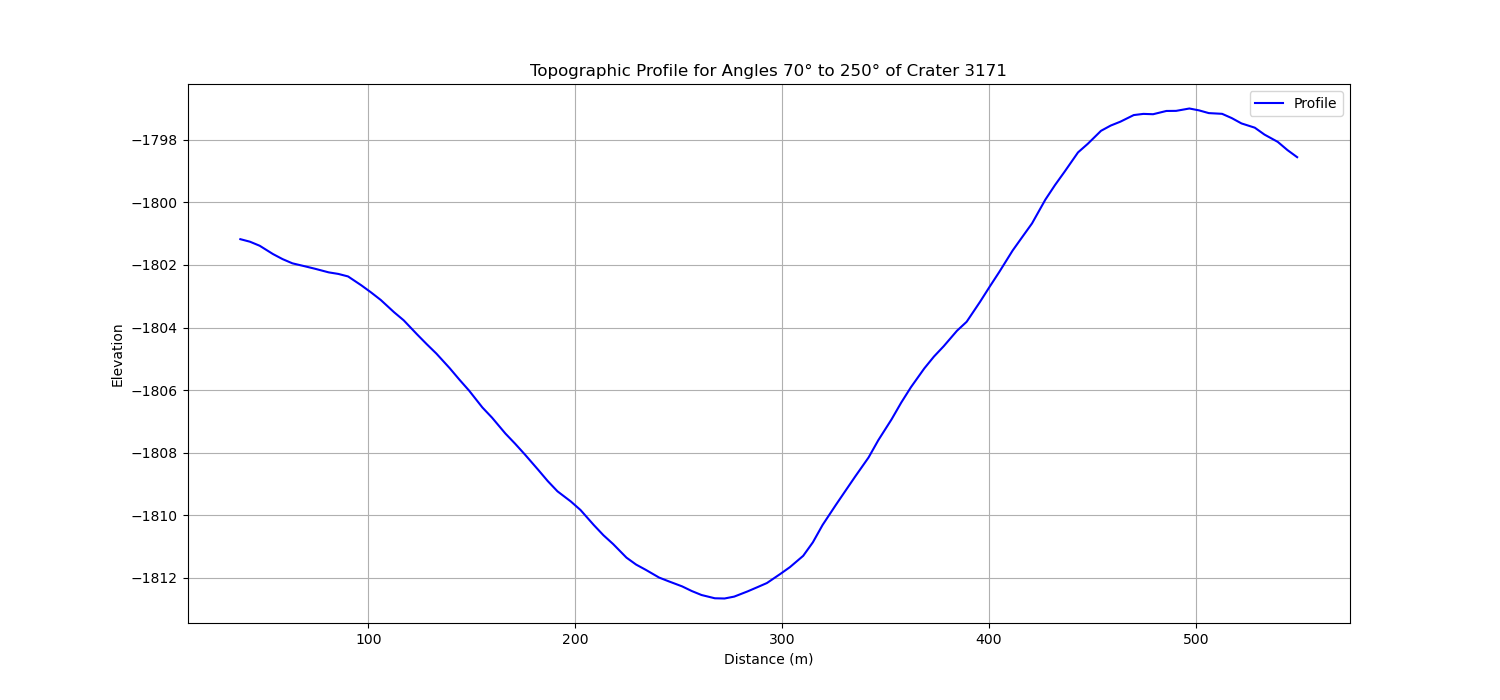 Topographic Profile for Angles 70° to 250° of Crater 3171
Profile
−1798
−1800
−1802
−1804
−1806
−1808
−1810
−1812
Elevation
100 200 300 400 500
Distance (m)